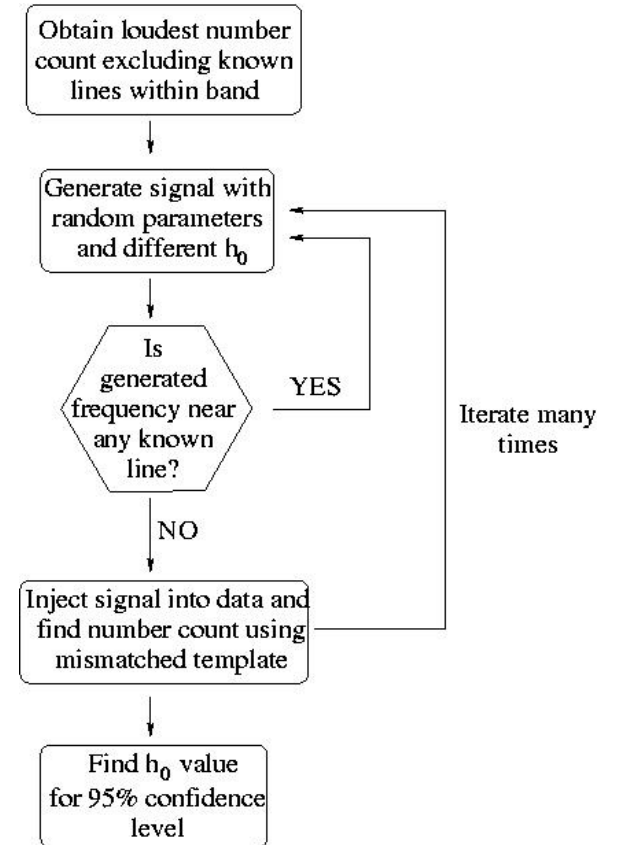 Obtain loudest number
count excluding known
lines within band
Generate signal with
random parameters
and different h₀
Is
generated
frequency near
any known
line?
YES
Iterate many
times
NO
Inject signal into data and
find number count using
mismatched template
Find h₀ value
for 95% confidence
level